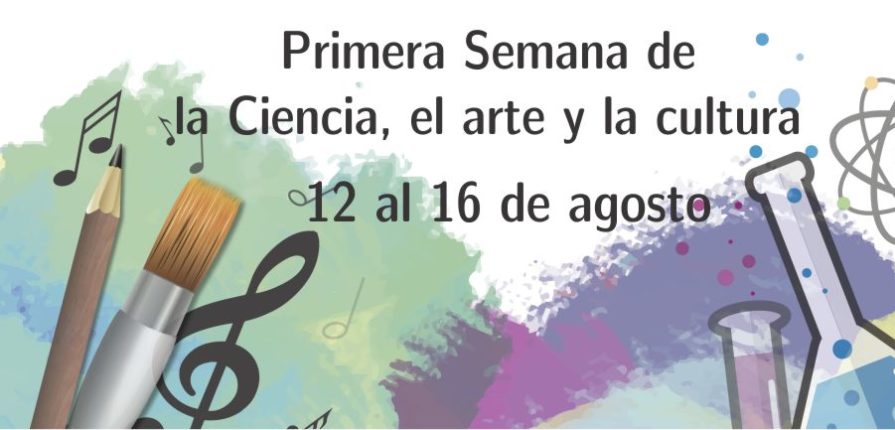 Primera Semana de
la Ciencia, el arte y la cultura
12 al 16 de agosto